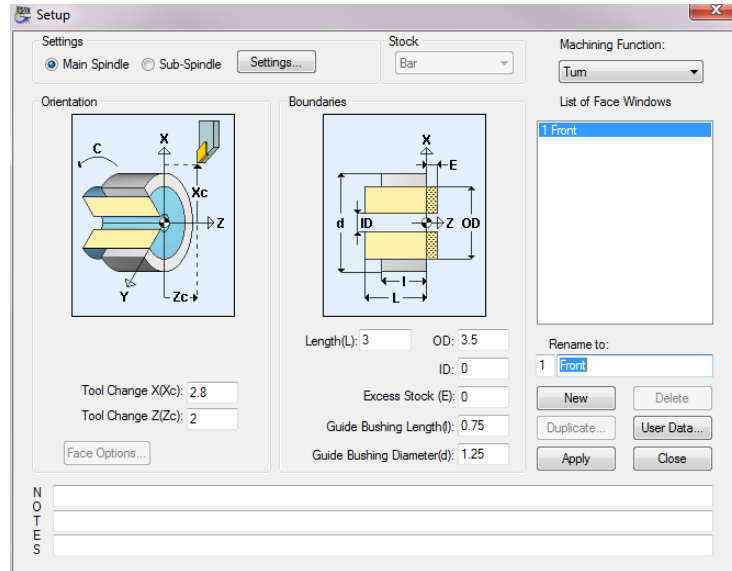 Setup
Settings
Main Spindle Sub-Spindle Settings...
Stock
Bar
Machining Function:
Turn
Orientation
C X Xc Z Y Zc
Boundaries
X E d ID Z OD l L
List of Face Windows
1 Front
Tool Change X(Xc): 2.8
Tool Change Z(Zc): 2
Face Options...
Length(L): 3 OD: 3.5
ID: 0
Excess Stock (E): 0
Guide Bushing Length(l): 0.75
Guide Bushing Diameter(d): 1.25
Rename to:
1 Front
New Delete
Duplicate... User Data...
Apply Close
NOTES